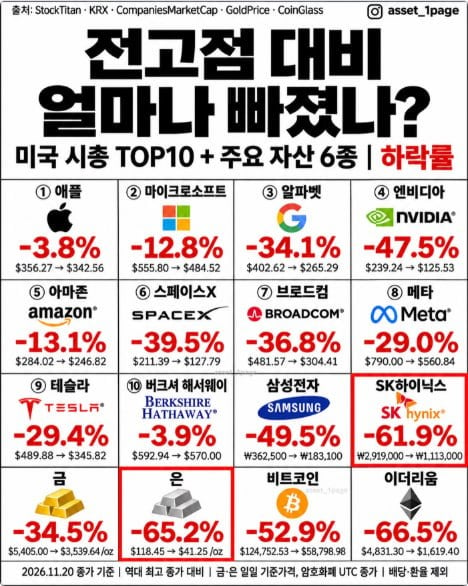 출처: StockTitan · KRX · CompaniesMarketCap · GoldPrice · CoinGlass
asset_1page
전고점 대비
얼마나 빠졌나?
미국 시총 TOP10 + 주요 자산 6종 | 하락률
① 애플
-3.8%
$356.27 → $342.56
② 마이크로소프트
-12.8%
$555.80 → $484.52
③ 알파벳
-34.1%
$402.62 → $265.29
④ 엔비디아
NVIDIA
-47.5%
$239.24 → $125.53
⑤ 아마존
amazon
-13.1%
$284.02 → $246.82
⑥ 스페이스X
SPACEX
-39.5%
$211.39 → $127.79
⑦ 브로드컴
BROADCOM®
-36.8%
$481.57 → $304.41
⑧ 메타
Meta
-29.0%
$790.00 → $560.84
asset_1page
⑨ 테슬라
TESLA
-29.4%
$489.88 → $345.82
⑩ 버크셔 해서웨이
BERKSHIRE
HATHAWAY
-3.9%
$592.94 → $570.00
삼성전자
SAMSUNG
-49.5%
₩362,500 → ₩183,100
SK하이닉스
SK hynix
-61.9%
₩2,919,000 → ₩1,113,000
금
-34.5%
$5,405.00 → $3,539.64 /oz
은
-65.2%
$118.45 → $41.25 /oz
비트코인
-52.9%
$124,752.53 → $58,798.98
asset_1page
이더리움
-66.5%
$4,831.30 → $1,619.40
2026.11.20 종가 기준 | 역대 최고 종가 대비 | 금·은 일일 기준가격, 암호화폐 UTC 종가 | 배당·환율 제외